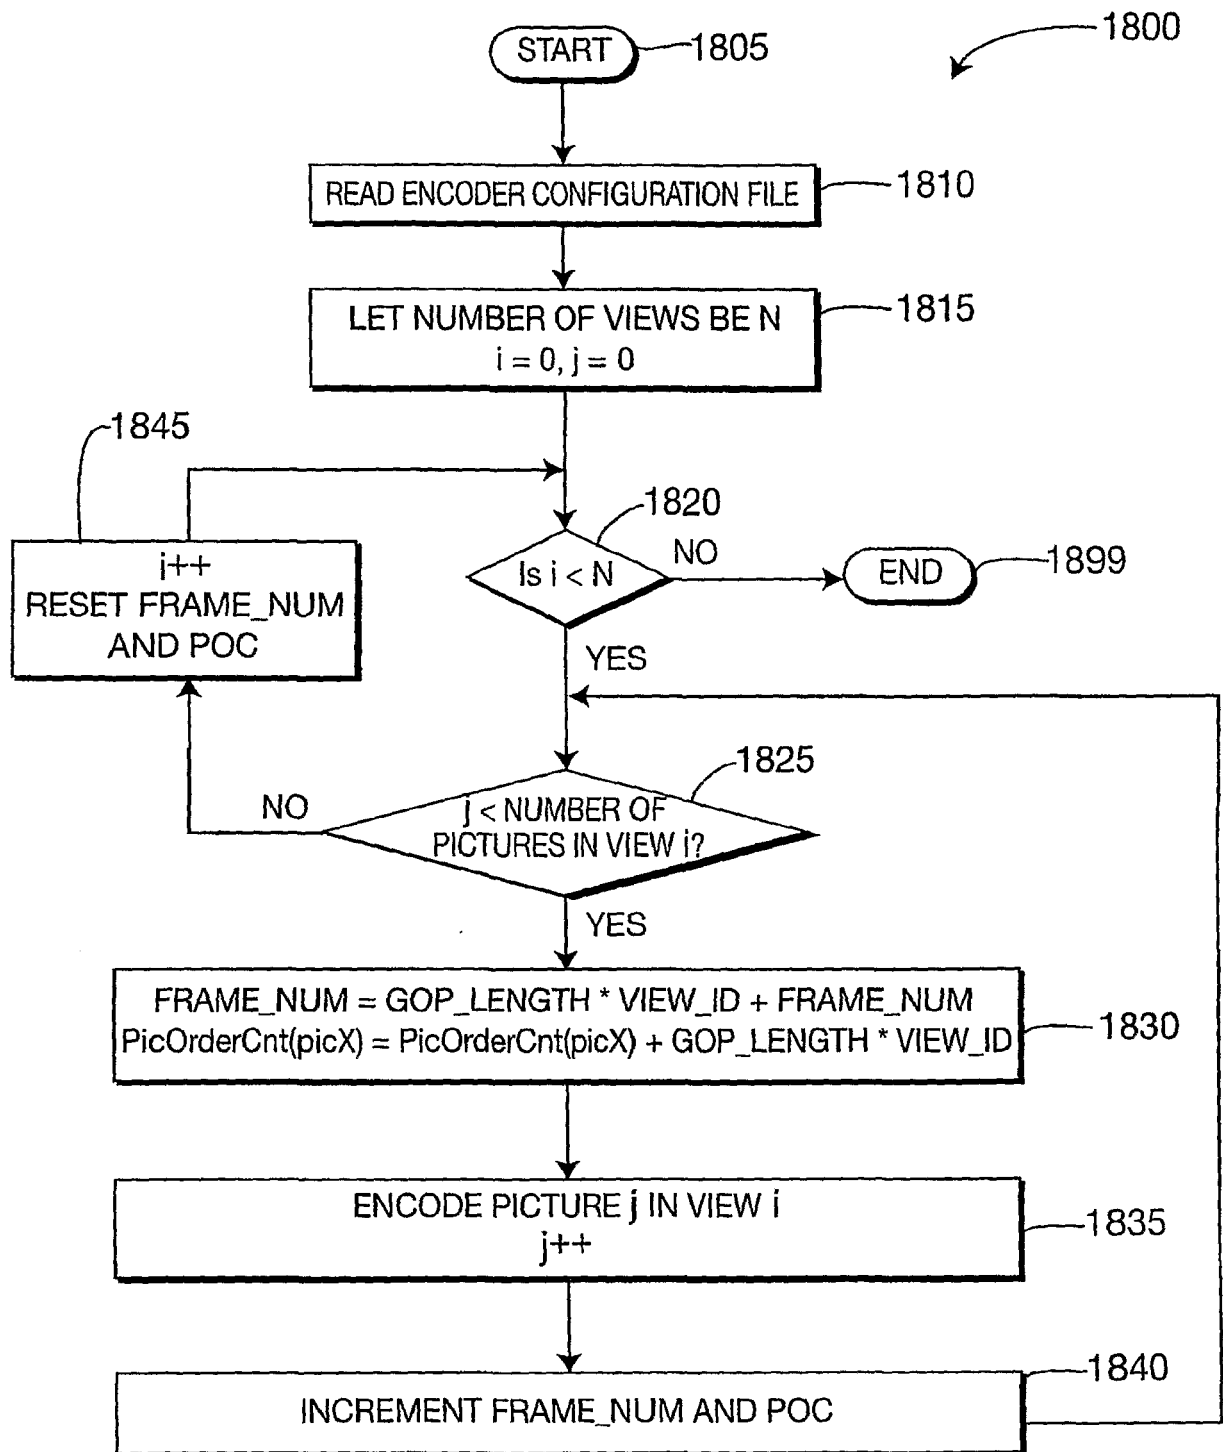 1800
START
1805
READ ENCODER CONFIGURATION FILE
1810
LET NUMBER OF VIEWS BE N
i = 0, j = 0
1815
1845
i++
RESET FRAME_NUM
AND POC
1820
Is i < N
NO
END
1899
YES
1825
j < NUMBER OF
PICTURES IN VIEW i?
NO
YES
FRAME_NUM = GOP_LENGTH * VIEW_ID + FRAME_NUM
PicOrderCnt(picX) = PicOrderCnt(picX) + GOP_LENGTH * VIEW_ID
1830
ENCODE PICTURE j IN VIEW i
j++
1835
INCREMENT FRAME_NUM AND POC
1840